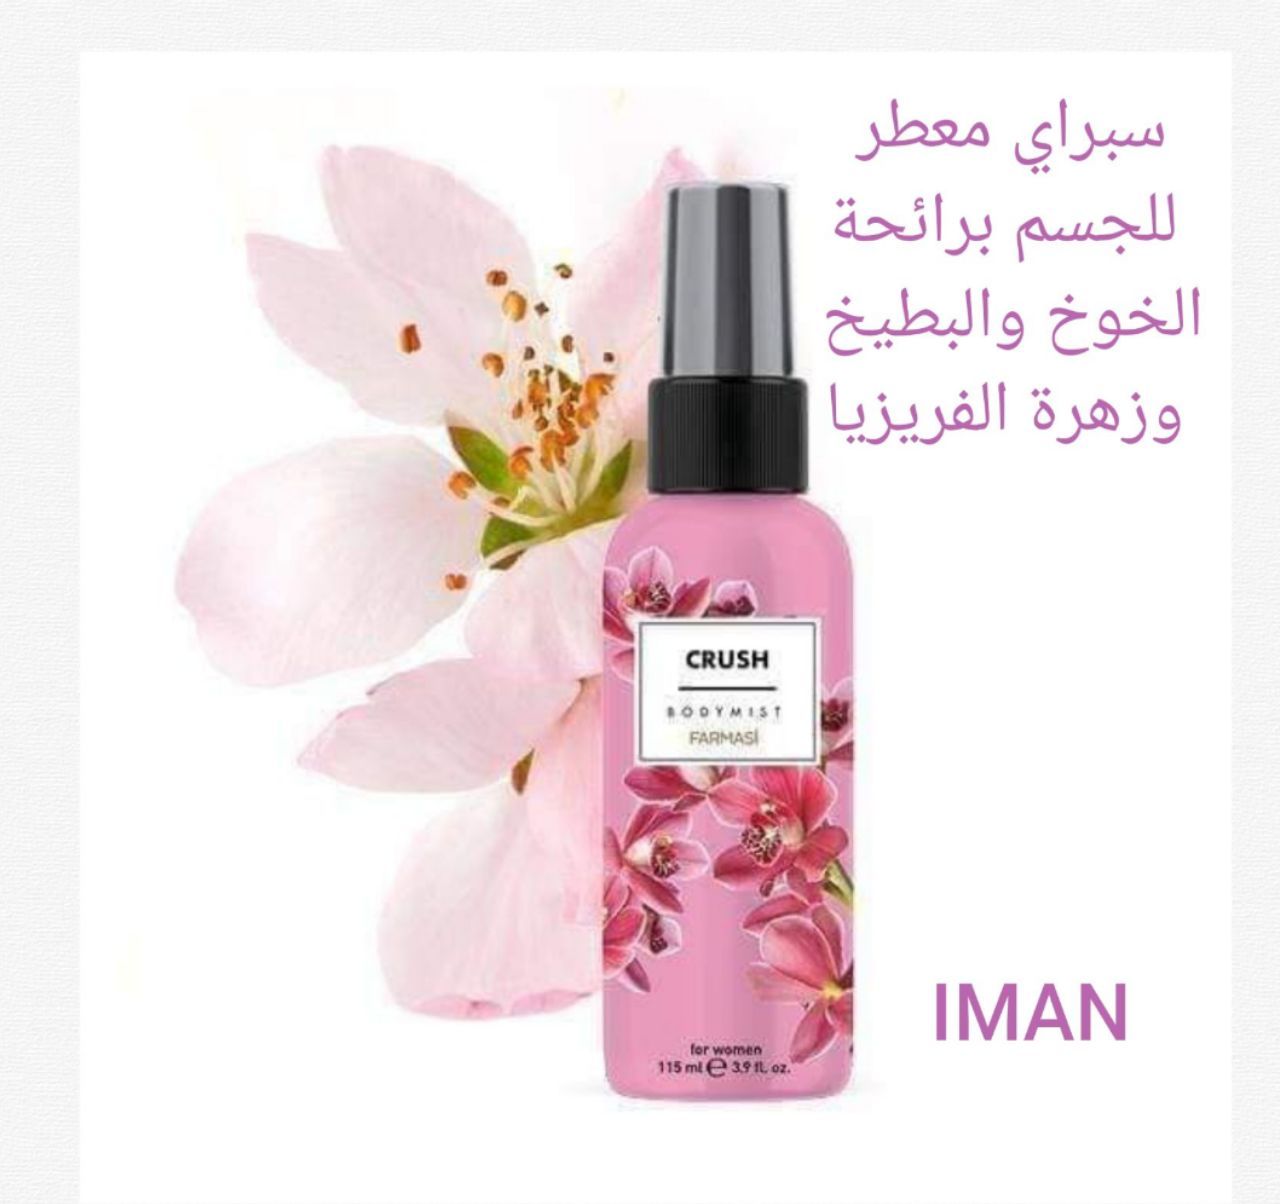 سبراي معطر
للجسم برائحة
الخوخ والبطيخ
وزهرة الفريزيا
CRUSH
BODYMIST
FARMASİ
for women
115 ml e 3.9 fl. oz.
IMAN